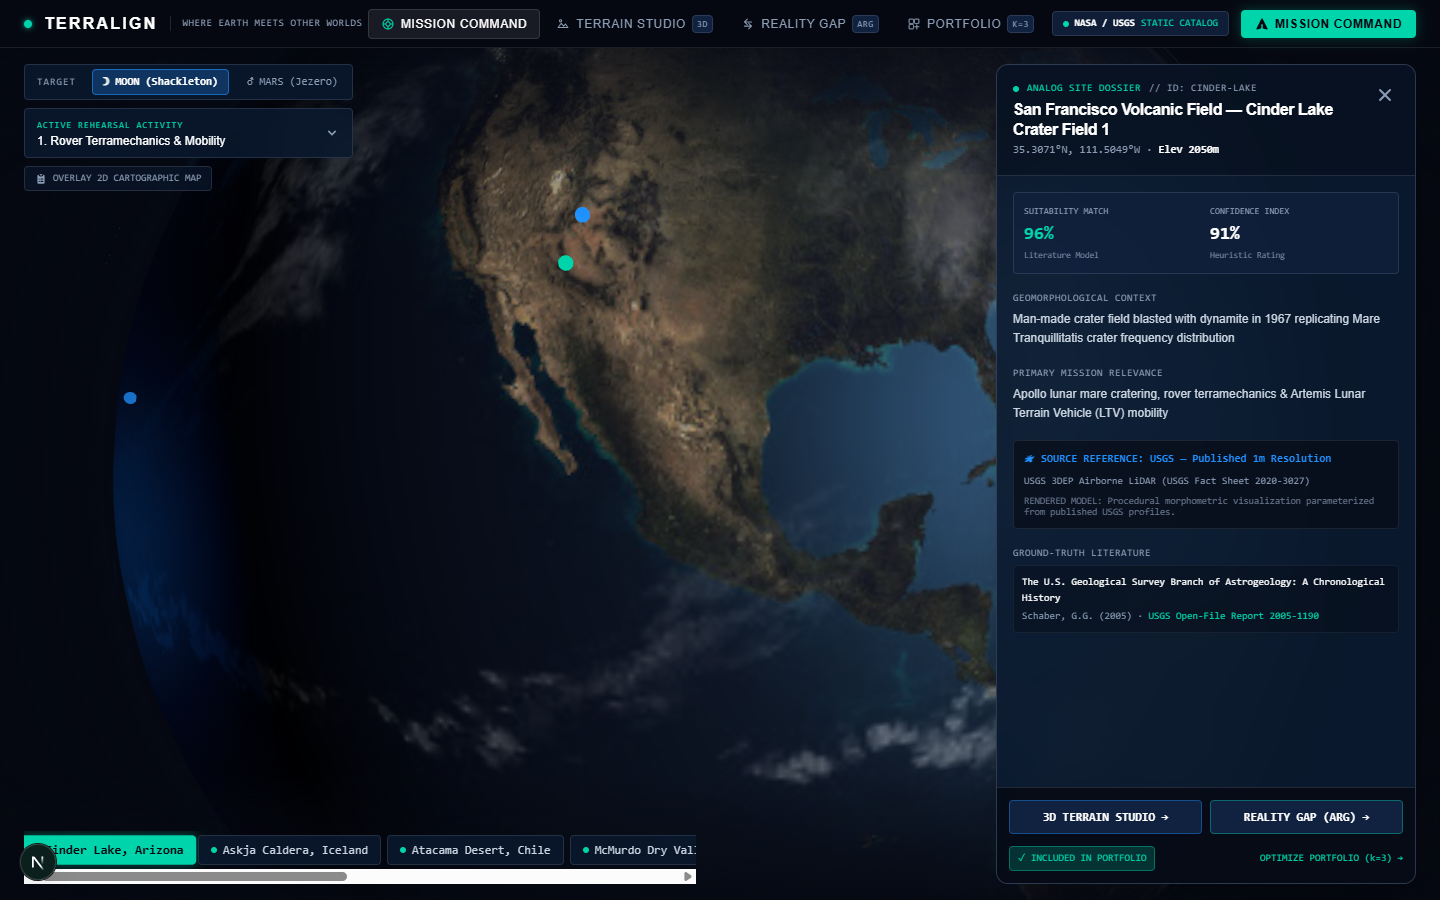 TERRALIGN
WHERE EARTH MEETS OTHER WORLDS
MISSION COMMAND
TERRAIN STUDIO 3D
REALITY GAP ARG
PORTFOLIO K=3
NASA / USGS STATIC CATALOG
MISSION COMMAND
TARGET
MOON (Shackleton)
MARS (Jezero)
ACTIVE REHEARSAL ACTIVITY
1. Rover Terramechanics & Mobility
OVERLAY 2D CARTOGRAPHIC MAP
ANALOG SITE DOSSIER // ID: CINDER-LAKE
San Francisco Volcanic Field — Cinder Lake
Crater Field 1
35.3071°N, 111.5049°W · Elev 2050m
SUITABILITY MATCH
96%
Literature Model
CONFIDENCE INDEX
91%
Heuristic Rating
GEOMORPHOLOGICAL CONTEXT
Man-made crater field blasted with dynamite in 1967 replicating Mare
Tranquillitatis crater frequency distribution
PRIMARY MISSION RELEVANCE
Apollo lunar mare cratering, rover terramechanics & Artemis Lunar
Terrain Vehicle (LTV) mobility
SOURCE REFERENCE: USGS — Published 1m Resolution
USGS 3DEP Airborne LiDAR (USGS Fact Sheet 2020-3027)
RENDERED MODEL: Procedural morphometric visualization parameterized
from published USGS profiles.
GROUND-TRUTH LITERATURE
The U.S. Geological Survey Branch of Astrogeology: A Chronological
History
Schaber, G.G. (2005) · USGS Open-File Report 2005-1190
3D TERRAIN STUDIO →
REALITY GAP (ARG) →
✓ INCLUDED IN PORTFOLIO
OPTIMIZE PORTFOLIO (k=3) →
Cinder Lake, Arizona
Askja Caldera, Iceland
Atacama Desert, Chile
McMurdo Dry Val
N